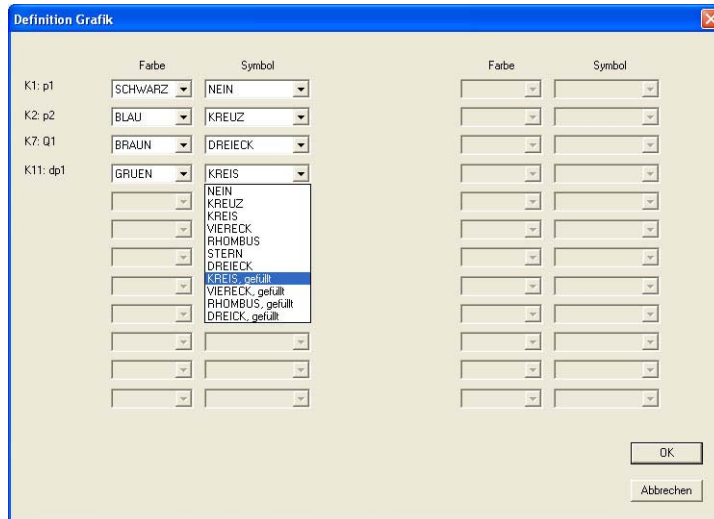 Definition Grafik
Farbe Symbol Farbe Symbol
K1: p1 SCHWARZ NEIN
K2: p2 BLAU KREUZ
K7: Q1 BRAUN DREIECK
K11: dp1 GRUEN KREIS
NEIN
KREUZ
KREIS
VIERECK
RHOMBUS
STERN
DREIECK
KREIS, gefüllt
VIERECK, gefüllt
RHOMBUS, gefüllt
DREICK, gefüllt
OK
Abbrechen